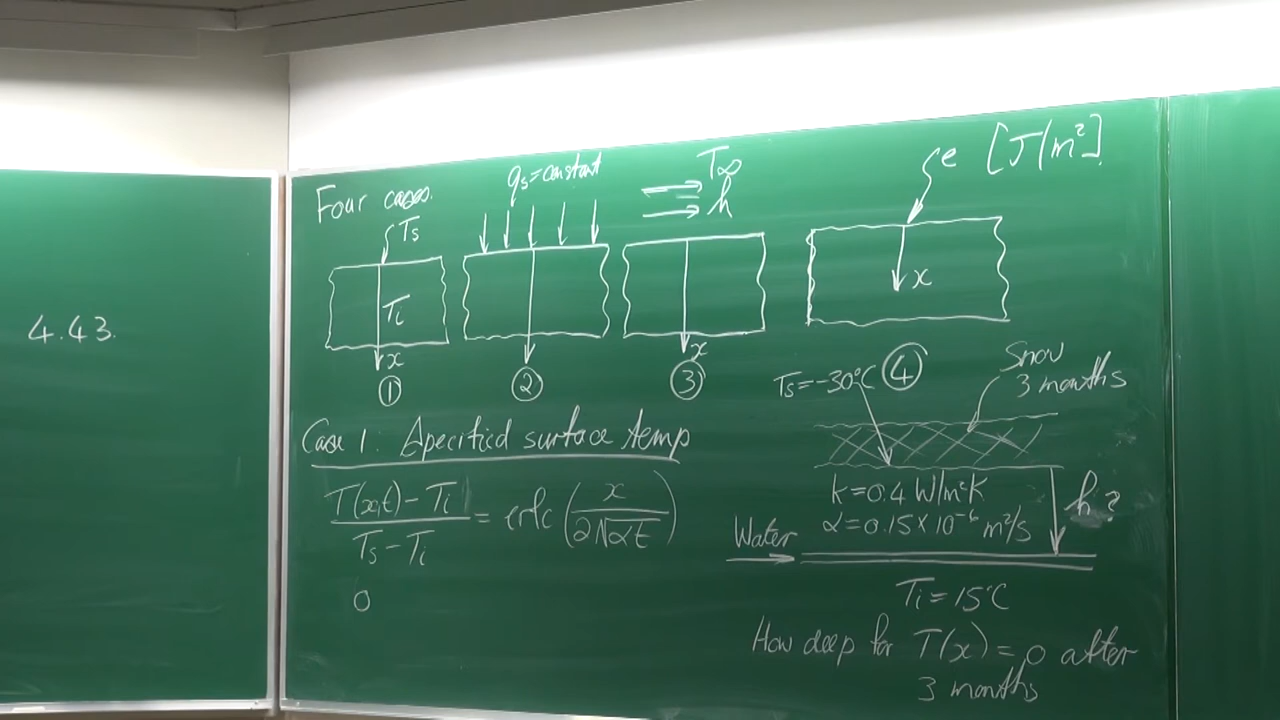 4.43.
Four cases.
Ts
Ti
x
①
qs = constant
②
T∞
h
x
③
e [J/m²].
x
④
Case 1. Specified surface temp
T(x,t) - Ti / Ts - Ti = erfc (x / 2√αt)
0
Ts = -30°C
Snow
3 months
k = 0.4 W/m²K
α = 0.15 × 10⁻⁶ m²/s
h?
Water
Ti = 15°C
How deep for T(x) = 0 after
3 months